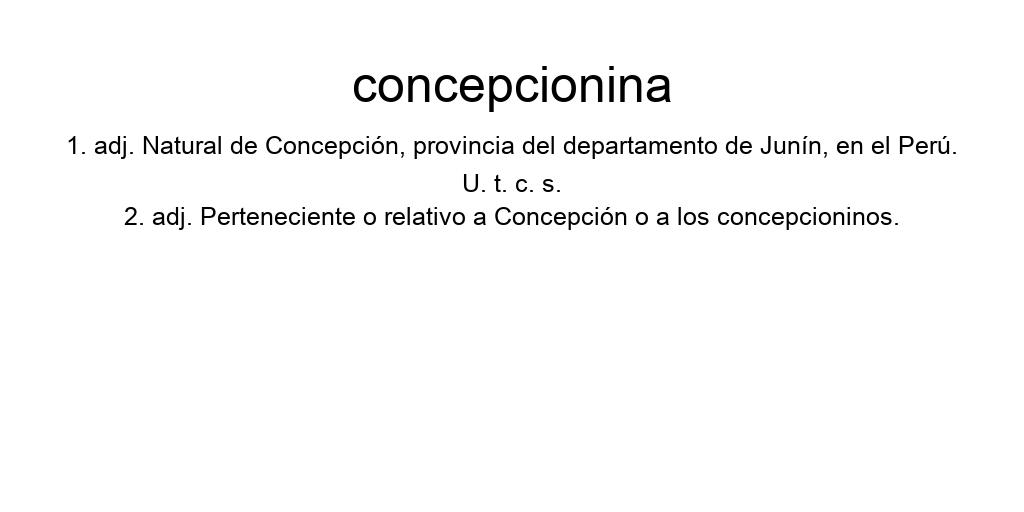 concepcionina
1. adj. Natural de Concepción, provincia del departamento de Junín, en el Perú.
U. t. c. s.
2. adj. Perteneciente o relativo a Concepción o a los concepcioninos.